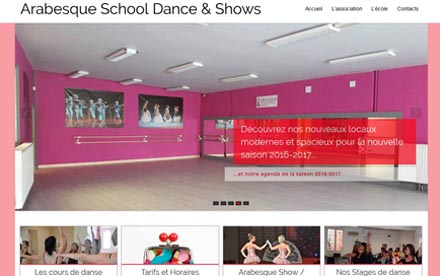 Arabesque School Dance & Shows
Accueil L'association L'école Contacts
Découvrez nos nouveaux locaux
modernes et spacieux pour la nouvelle
saison 2016-2017...
...et notre agenda de la saison 2016-2017
Les cours de danse Tarifs et Horaires Arabesque Show / Nos Stages de danse